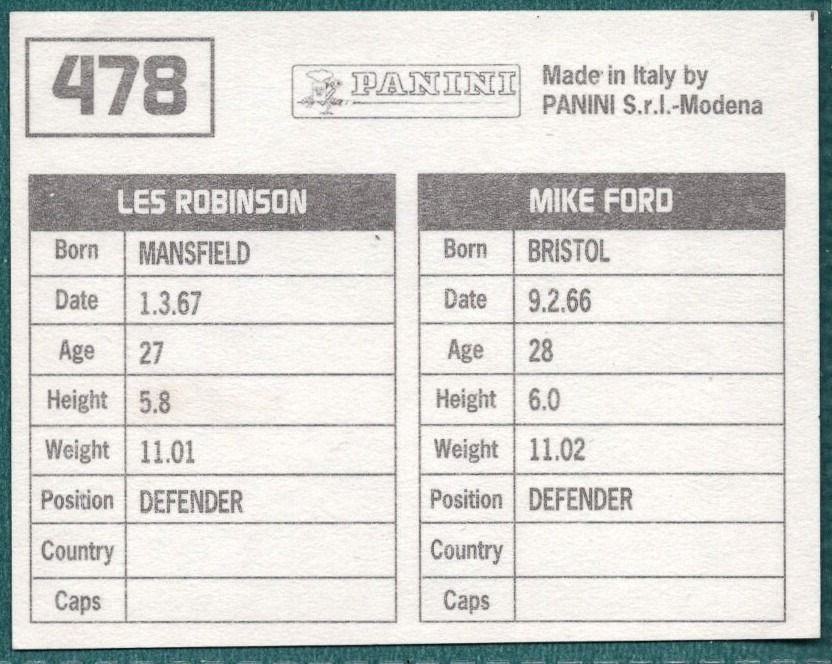 478
PANINI
Made in Italy by
PANINI S.r.l.-Modena
LES ROBINSON
Born MANSFIELD
Date 1.3.67
Age 27
Height 5.8
Weight 11.01
Position DEFENDER
Country
Caps
MIKE FORD
Born BRISTOL
Date 9.2.66
Age 28
Height 6.0
Weight 11.02
Position DEFENDER
Country
Caps